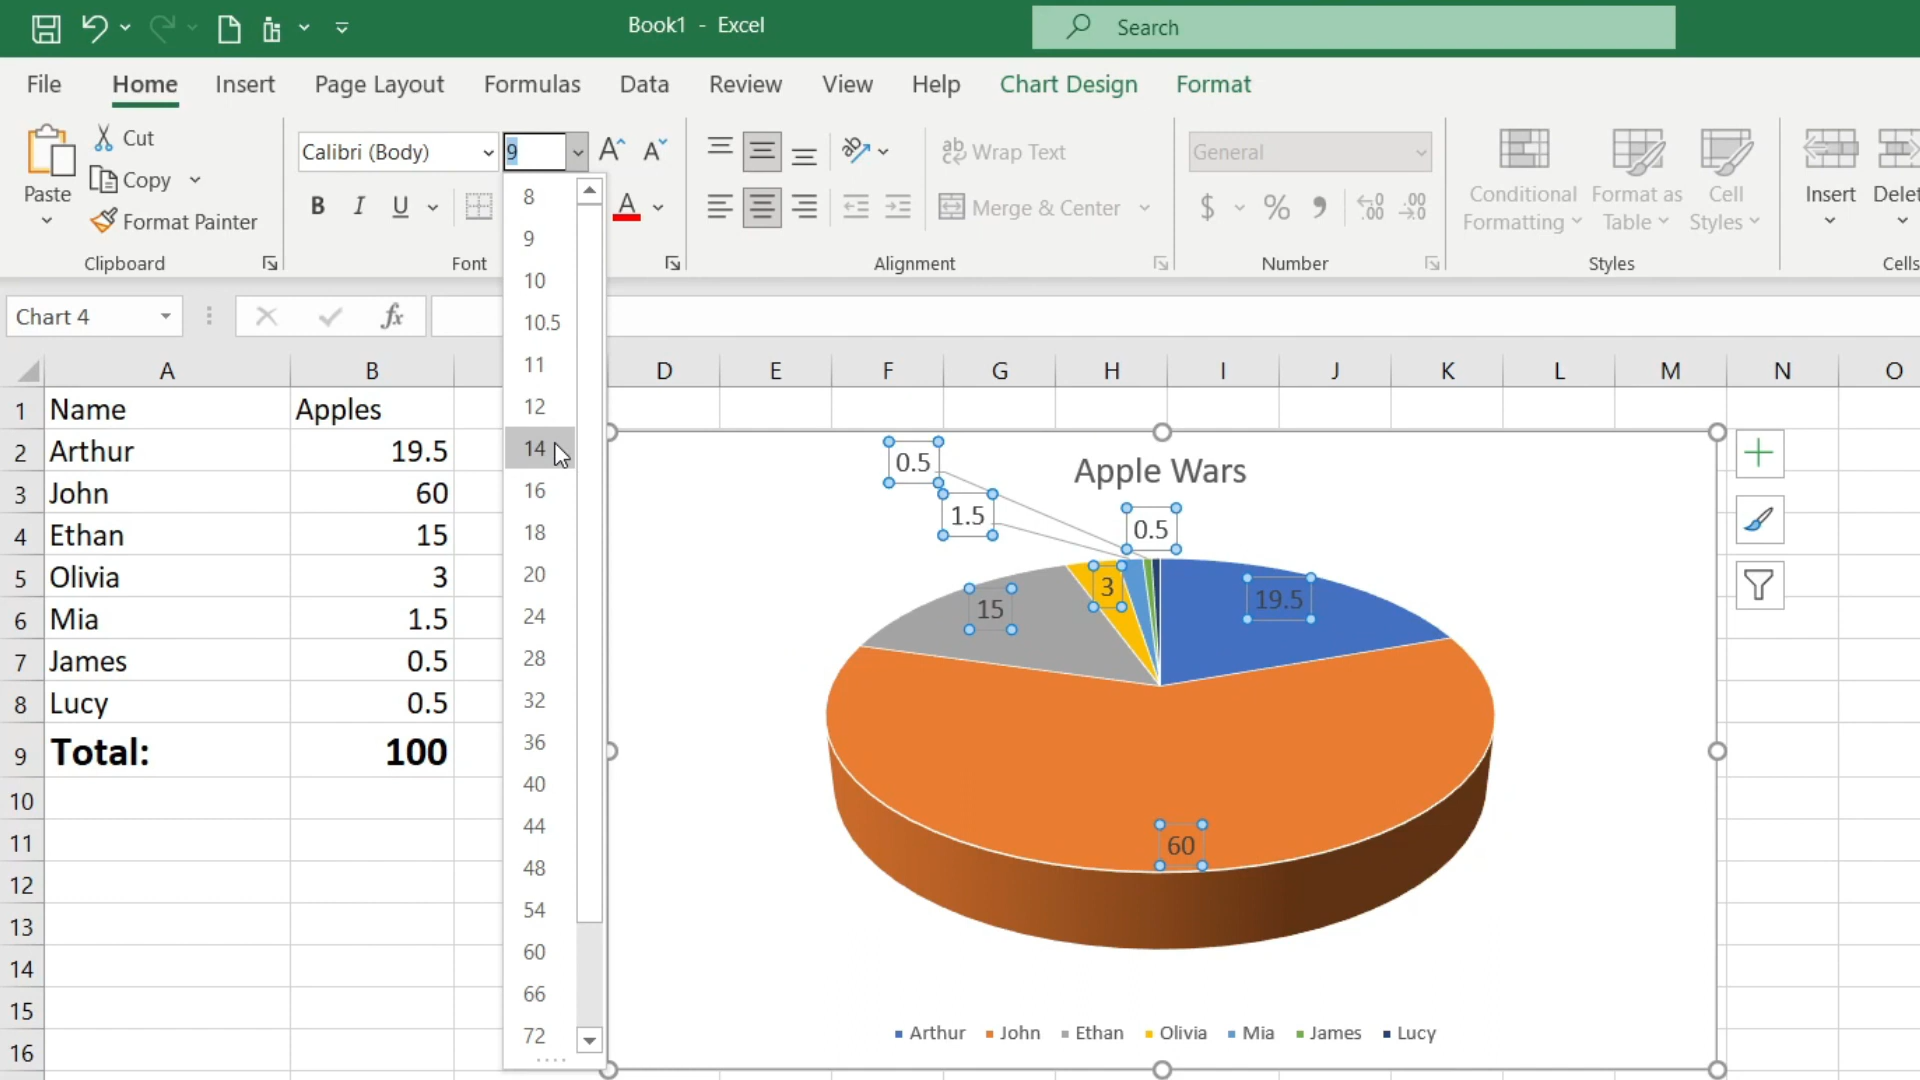 Book1 - Excel
Search
File Home Insert Page Layout Formulas Data Review View Help Chart Design Format
Paste
Cut
Copy
Format Painter
Clipboard
Calibri (Body) 9
B I U A
Font
ab Wrap Text
Merge & Center
Alignment
General
$ % 9 .00 .00
Number
Conditional Formatting
Format as Table
Cell Styles
Styles
Insert
Cells
Chart 4
fx
8
9
10
10.5
11
12
14
16
18
20
24
28
32
36
40
44
48
54
60
66
72
A B D E F G H I J K L M N O
1 Name Apples
2 Arthur 19.5
3 John 60
4 Ethan 15
5 Olivia 3
6 Mia 1.5
7 James 0.5
8 Lucy 0.5
9 Total: 100
10
11
12
13
14
15
16
Apple Wars
0.5
1.5
0.5
3
15
19.5
60
Arthur John Ethan Olivia Mia James Lucy